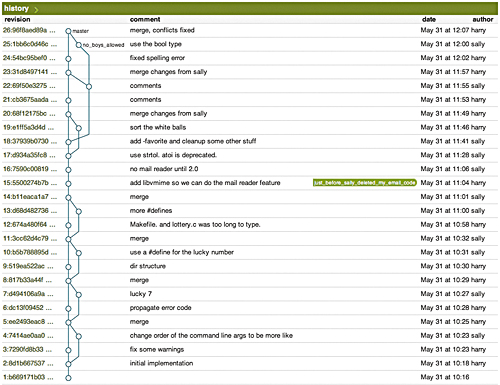 history
revision comment date author
26:96f8aed89a ... master merge, conflicts fixed May 31 at 12:07 harry
25:1bb6c0d46c ... no_boys_allowed use the bool type May 31 at 12:00 sally
24:54bc95bef0 ... fixed spelling error May 31 at 12:02 harry
23:31d8497141 ... merge changes from sally May 31 at 11:57 harry
22:69f50e3275 ... comments May 31 at 11:55 sally
21:cb3675aada ... comments May 31 at 11:53 harry
20:68f12175bc ... merge changes from sally May 31 at 11:49 harry
19:e1ff5a3d4d ... sort the white balls May 31 at 11:46 harry
18:37939b0730 ... add -favorite and cleanup some other stuff May 31 at 11:41 sally
17:d934a35fc8 ... use strtol. atoi is deprecated. May 31 at 11:28 sally
16:7590c00819 ... no mail reader until 2.0 May 31 at 11:06 sally
15:5500274b7b ... add libvmime so we can do the mail reader feature just_before_sally_deleted_my_email_code May 31 at 11:04 harry
14:b11eaca1a7 ... merge May 31 at 11:01 sally
13:d68d482736 ... more #defines May 31 at 11:00 sally
12:674a480f64 ... Makefile. and lottery.c was too long to type. May 31 at 10:58 harry
11:3cc62d4c79 ... merge May 31 at 10:32 sally
10:b5b788895d ... use a #define for the lucky number May 31 at 10:31 sally
9:519ea522ac ... dir structure May 31 at 10:30 harry
8:817b33a44f ... merge May 31 at 10:29 harry
7:d494106a9a ... lucky 7 May 31 at 10:27 sally
6:dc13f09452 ... propagate error code May 31 at 10:28 harry
5:ee2493eac8 ... merge May 31 at 10:25 harry
4:7414ae0aa0 ... change order of the command line args to be more like May 31 at 10:23 sally
3:7290fd8b33 ... fix some warnings May 31 at 10:23 harry
2:8d1b667537 ... initial implementation May 31 at 10:18 harry
1:b669171b03 ... May 31 at 10:16